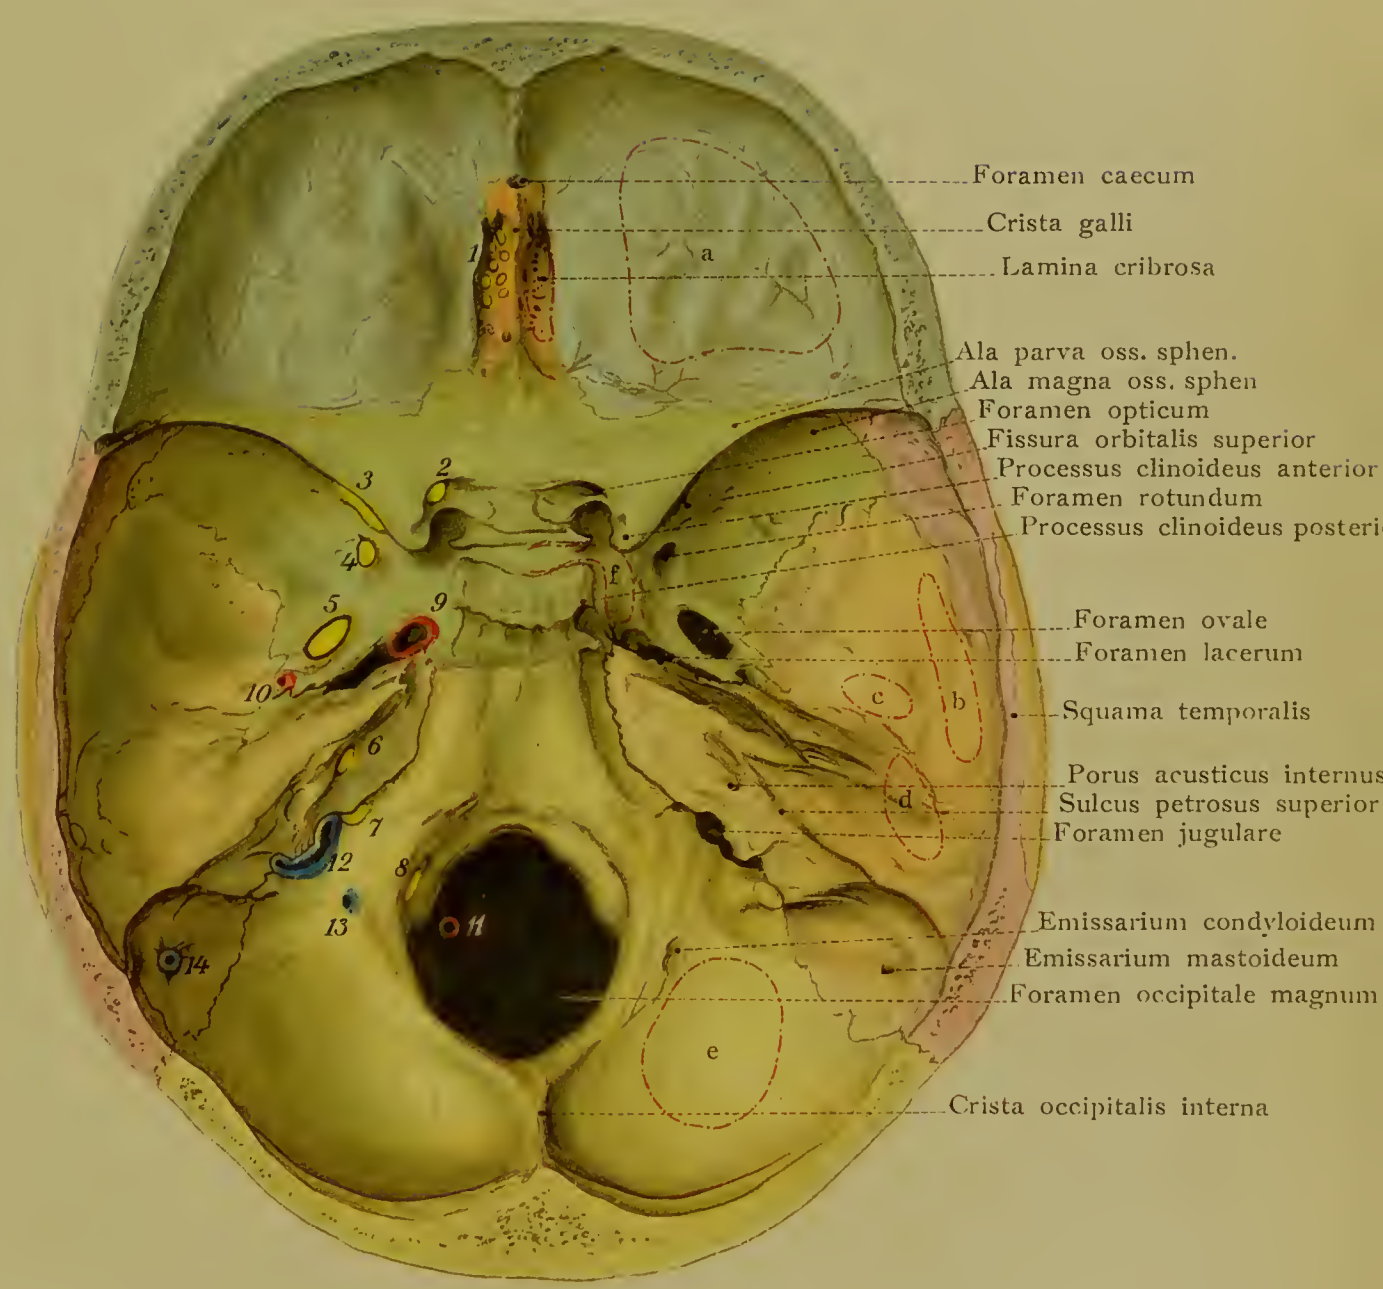 Foramen caecum
Crista galli
1
a
Lamina cribrosa
Ala parva oss. sphen.
Ala magna oss. sphen
Foramen opticum
Fissura orbitalis superior
2
Processus clinoideus anterior
3
Foramen rotundum
Processus clinoideus posteri
4
f
5
9
Foramen ovale
Foramen lacerum
10
c
b
Squama temporalis
6
Porus acusticus internus
d
Sulcus petrosus superior
7
Foramen jugulare
12
8
13
11
Emissarium condyloideum
14
Emissarium mastoideum
Foramen occipitale magnum
e
Crista occipitalis interna